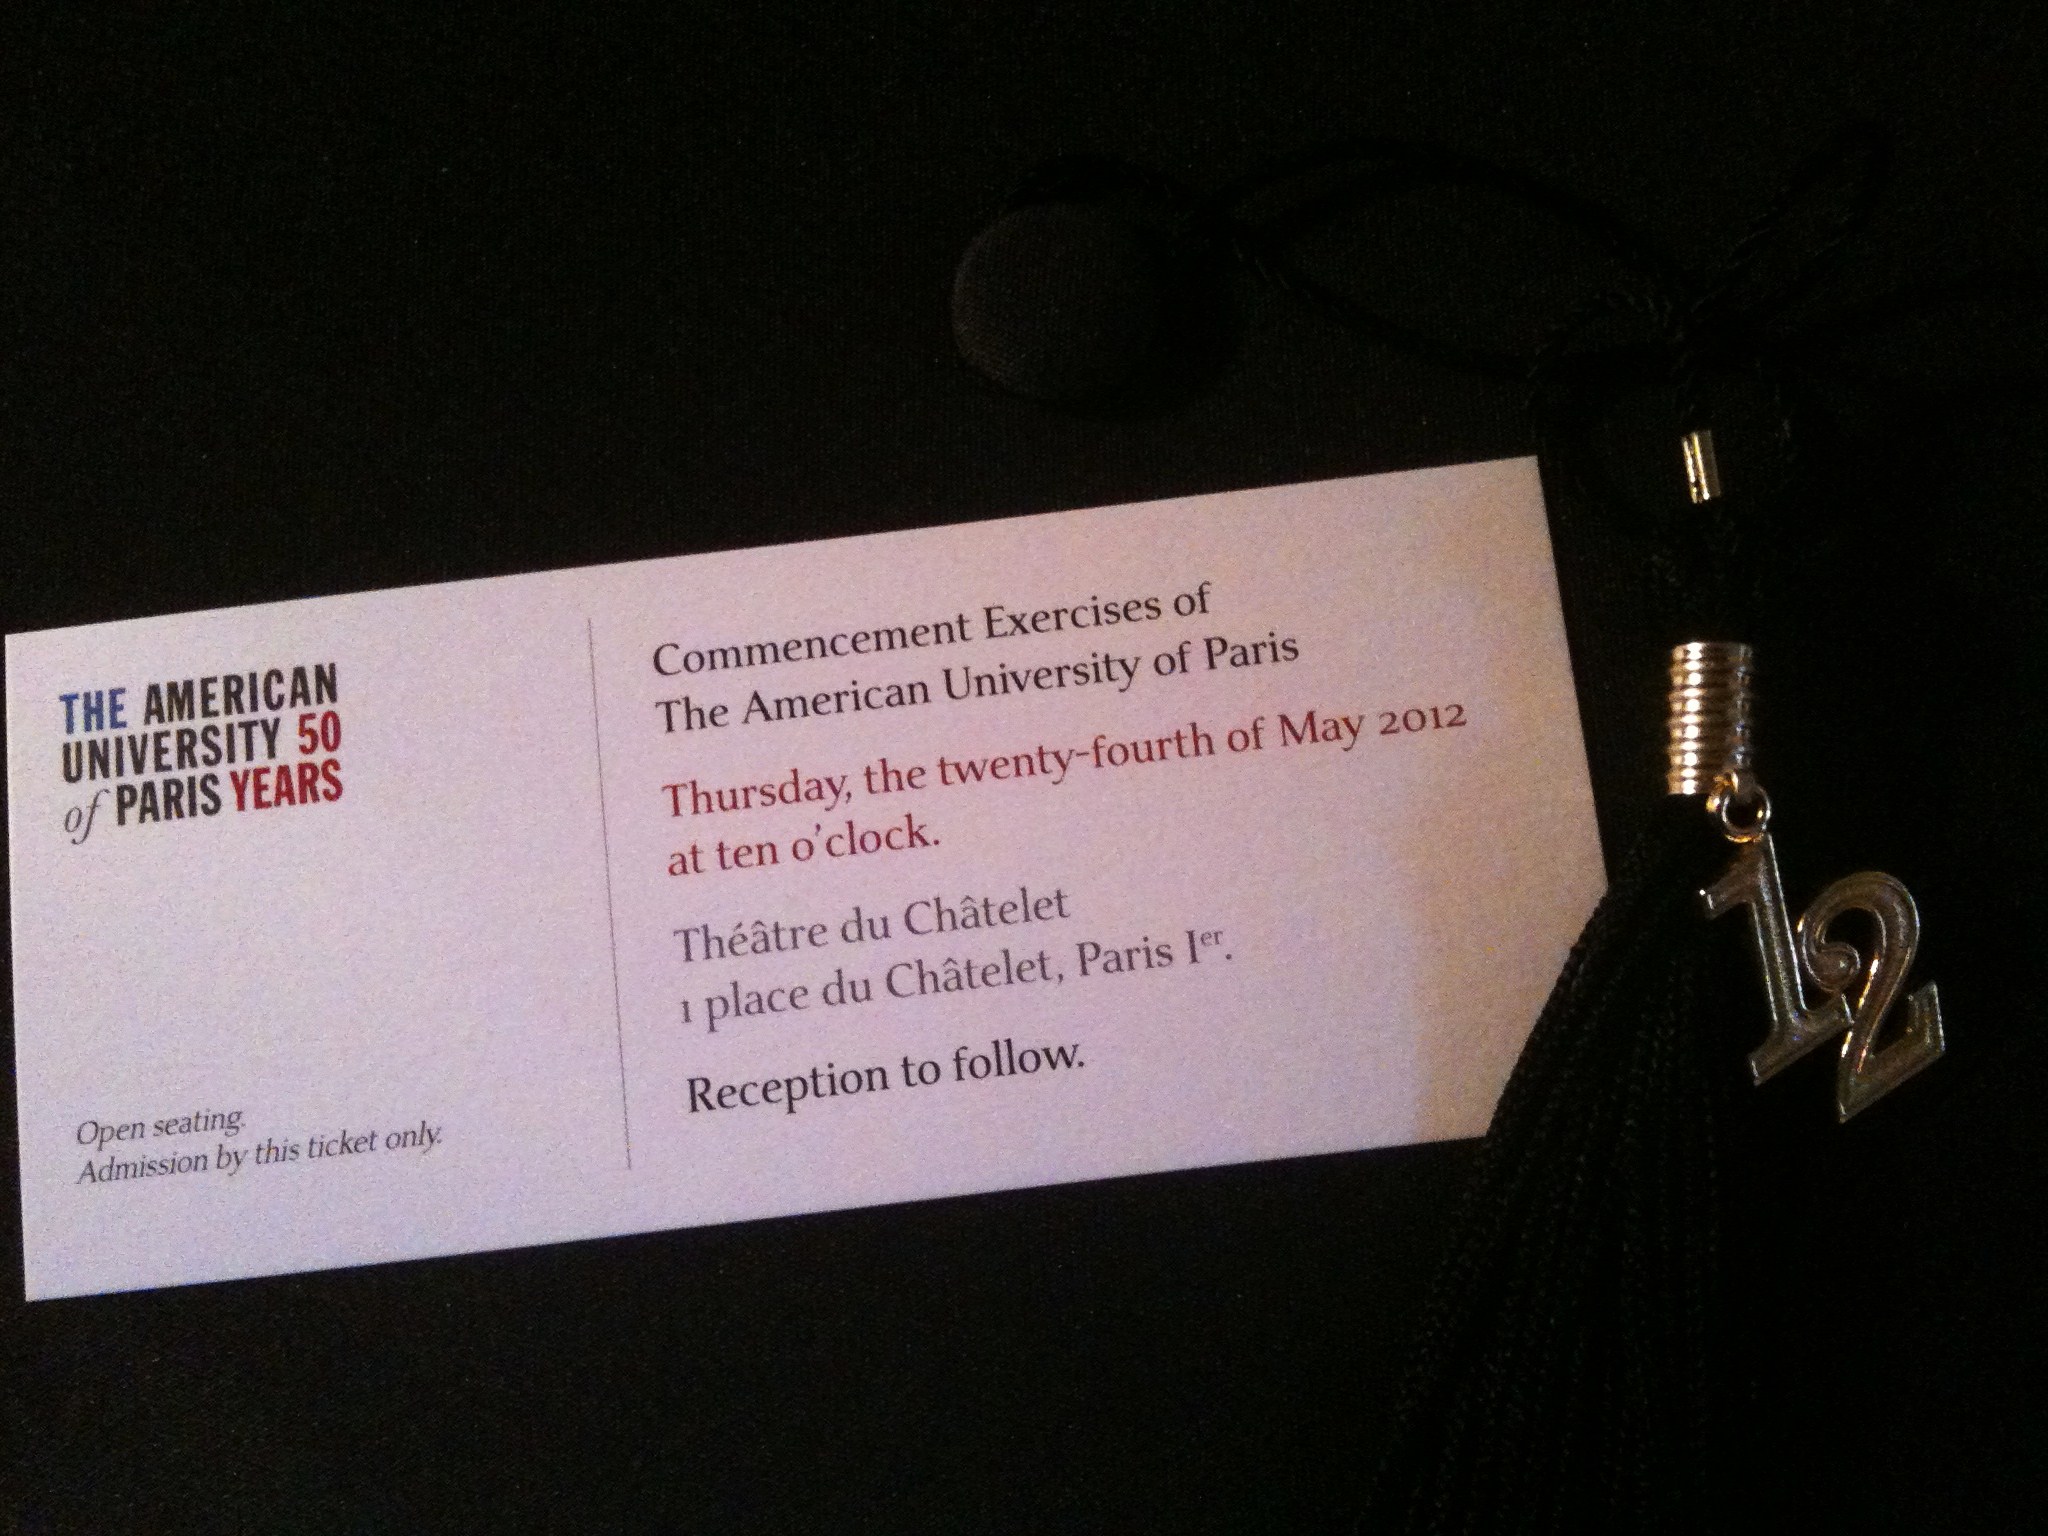 THE AMERICAN
UNIVERSITY 50
of PARIS YEARS
Open seating.
Admission by this ticket only.
Commencement Exercises of
The American University of Paris
Thursday, the twenty-fourth of May 2012
at ten o'clock.
Théâtre du Châtelet
1 place du Châtelet, Paris Ier.
Reception to follow.
12